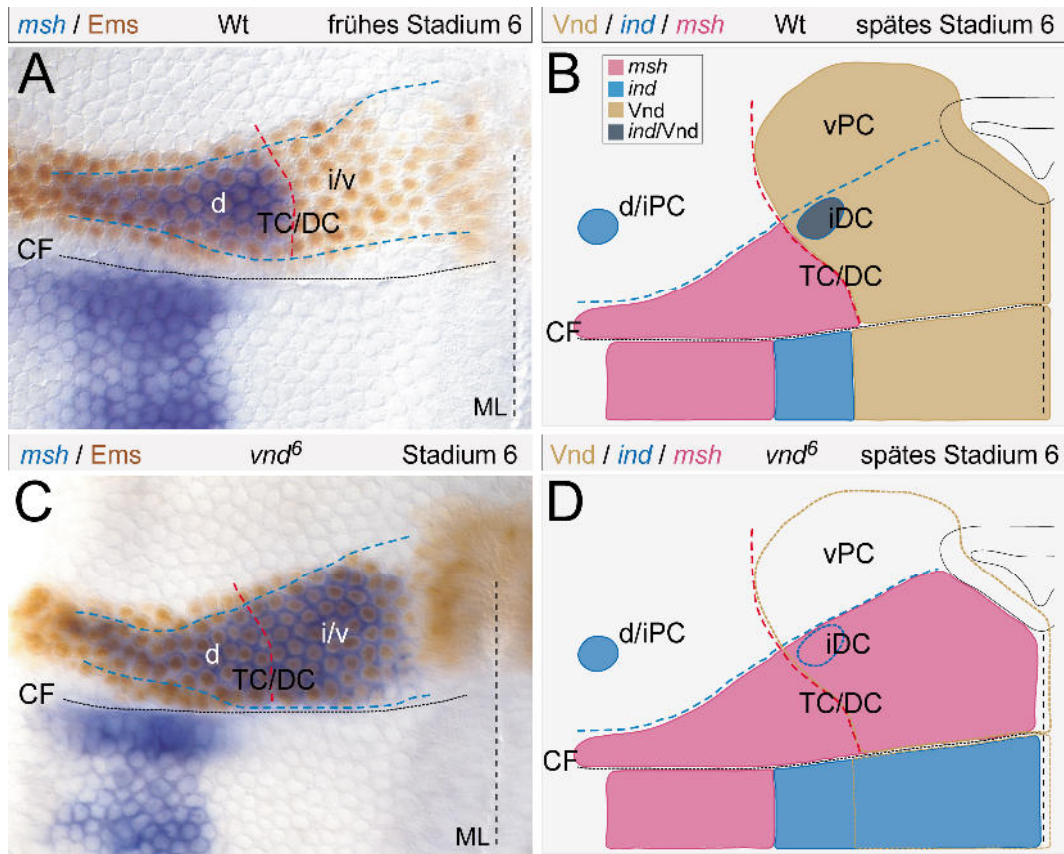 msh / Ems Wt frühes Stadium 6
A
d
i/v
TC/DC
CF
ML
Vnd / ind / msh Wt spätes Stadium 6
B
msh
ind
Vnd
ind/Vnd
vPC
d/iPC
iDC
TC/DC
CF
msh / Ems vnd⁶ Stadium 6
C
i/v
d
TC/DC
CF
ML
Vnd / ind / msh vnd⁶ spätes Stadium 6
D
vPC
d/iPC
iDC
TC/DC
CF